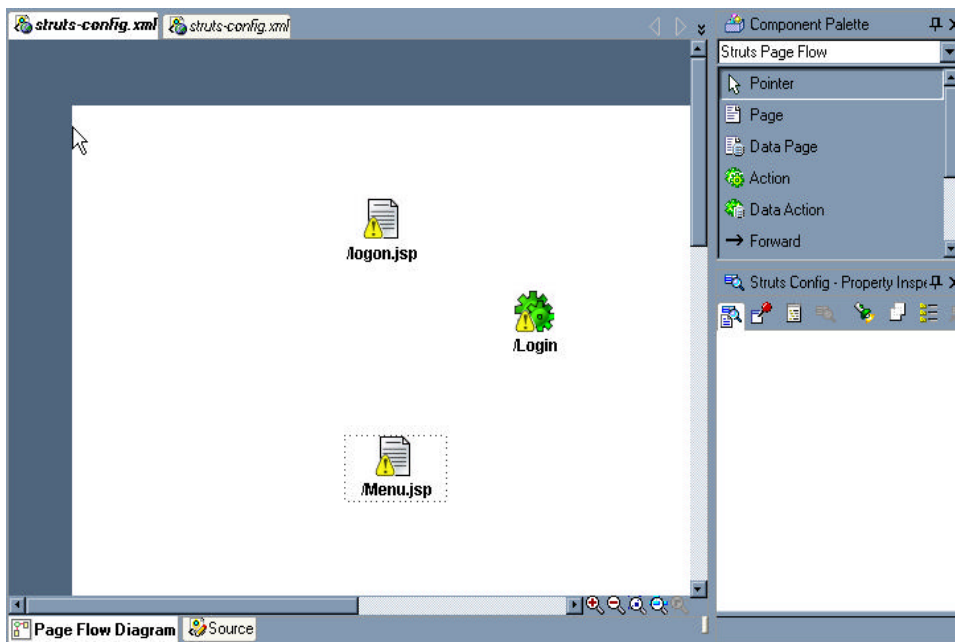 struts-config.xml
struts-config.xml
/logon.jsp
/Login
/Menu.jsp
Page Flow Diagram
Source
Component Palette
Struts Page Flow
Pointer
Page
Data Page
Action
Data Action
Forward
Struts Config - Property Inspe